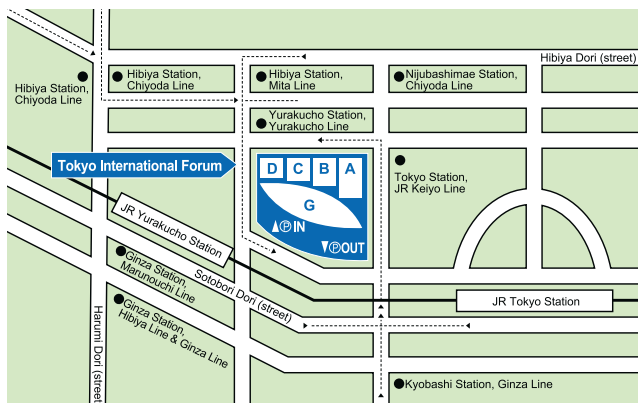 Hibiya Dori (street)
Hibiya Station,
Chiyoda Line
Hibiya Station,
Chiyoda Line
Hibiya Station,
Mita Line
Nijubashimae Station,
Chiyoda Line
Yurakucho Station,
Yurakucho Line
Tokyo International Forum
D C B A
G
P IN
P OUT
Tokyo Station,
JR Keiyo Line
JR Yurakucho Station
Ginza Station,
Marunouchi Line
Sotobori Dori (street)
JR Tokyo Station
Ginza Station,
Hibiya Line & Ginza Line
Harumi Dori (street)
Kyobashi Station, Ginza Line